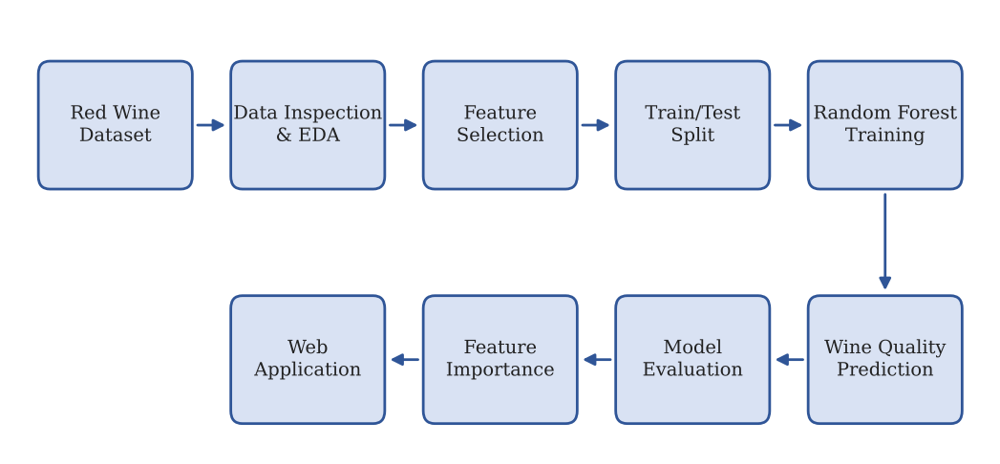 Red Wine
Dataset
Data Inspection
& EDA
Feature
Selection
Train/Test
Split
Random Forest
Training
Web
Application
Feature
Importance
Model
Evaluation
Wine Quality
Prediction